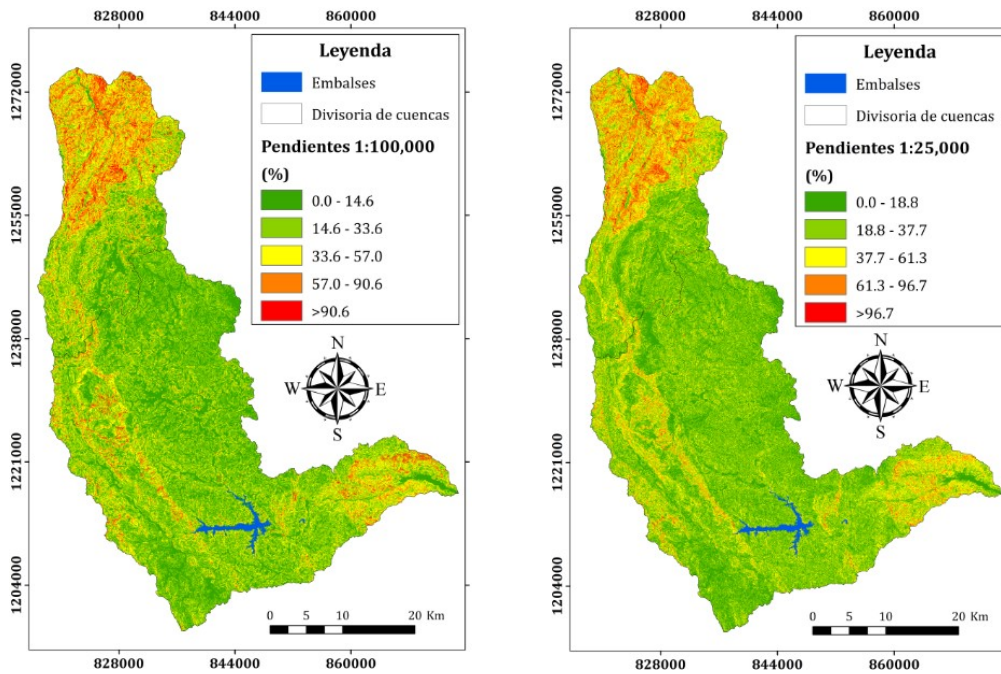 828000 844000 860000
Leyenda
Embalses
Divisoria de cuencas
Pendientes 1:100,000
(%)
0.0 - 14.6
14.6 - 33.6
33.6 - 57.0
57.0 - 90.6
>90.6
N
W E
S
1272000
1255000
1238000
1221000
1204000
0 5 10 20 Km
828000 844000 860000
828000 844000 860000
Leyenda
Embalses
Divisoria de cuencas
Pendientes 1:25,000
(%)
0.0 - 18.8
18.8 - 37.7
37.7 - 61.3
61.3 - 96.7
>96.7
N
W E
S
1272000
1255000
1238000
1221000
1204000
0 5 10 20 Km
828000 844000 860000